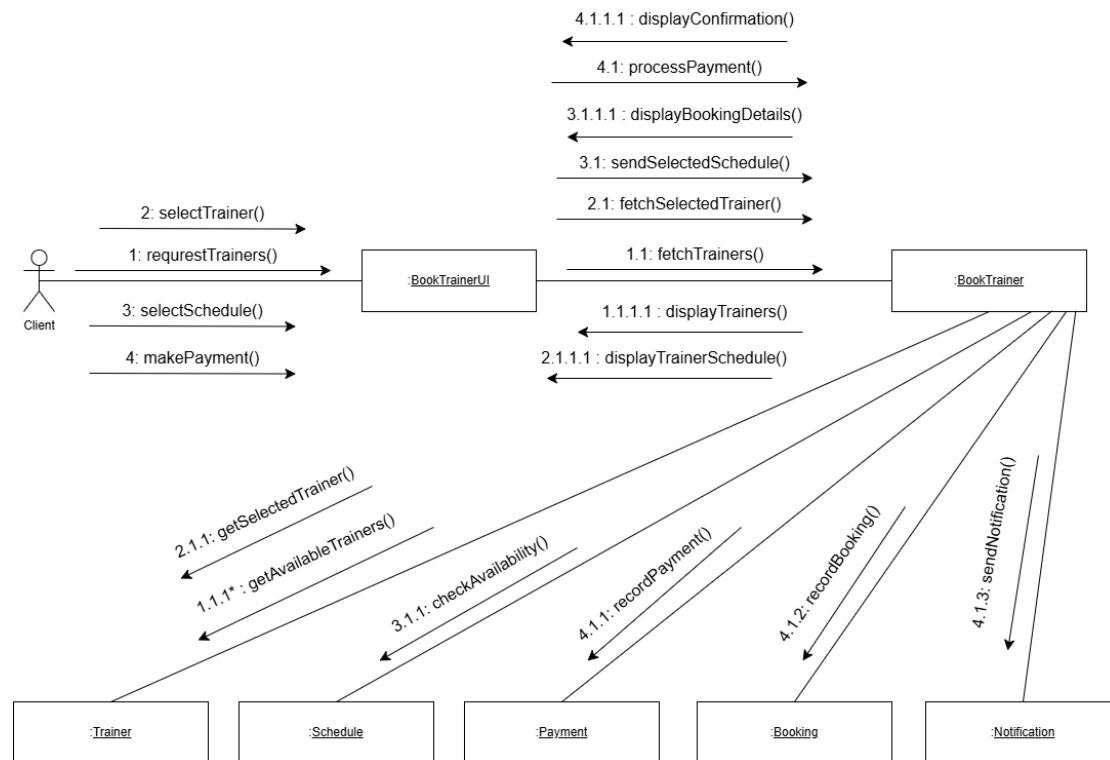 4.1.1.1 : displayConfirmation()
4.1: processPayment()
3.1.1.1 : displayBookingDetails()
3.1: sendSelectedSchedule()
2: selectTrainer()
2.1: fetchSelectedTrainer()
1: requrestTrainers()
1.1: fetchTrainers()
:BookTrainerUI
:BookTrainer
Client
3: selectSchedule()
1.1.1.1 : displayTrainers()
4: makePayment()
2.1.1.1 : displayTrainerSchedule()
2.1.1: getSelectedTrainer()
1.1.1* : getAvailableTrainers()
3.1.1: checkAvailability()
4.1.1: recordPayment()
4.1.2: recordBooking()
4.1.3: sendNotification()
:Trainer
:Schedule
:Payment
:Booking
:Notification